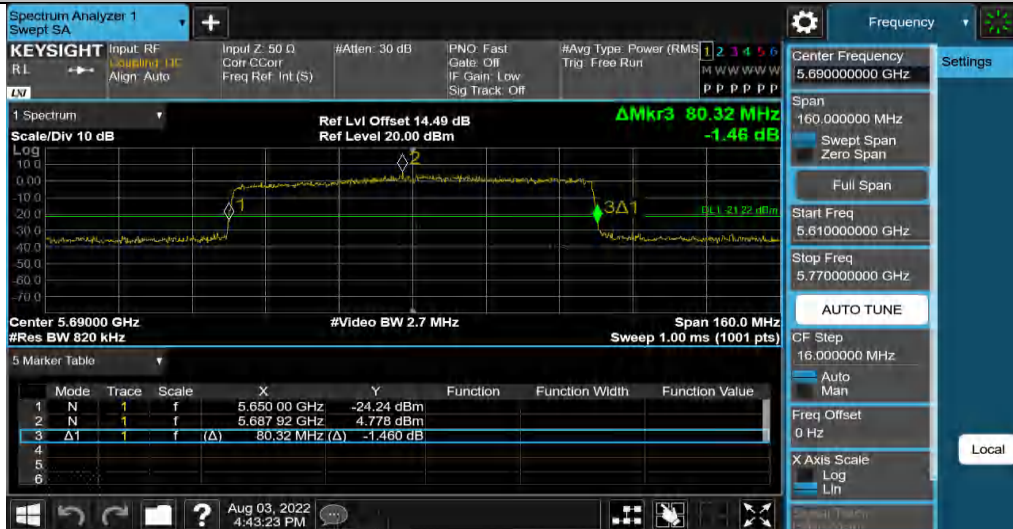 Spectrum Analyzer 1
Swept SA
+
Frequency
KEYSIGHT
RL
LXI
Input: RF
Coupling: DC
Align: Auto
Input Z: 50 Ω
Corr CCorr
Freq Ref: Int (S)
#Atten: 30 dB
PNO: Fast
Gate: Off
IF Gain: Low
Sig Track: Off
#Avg Type: Power (RMS
Trig: Free Run
1 2 3 4 5 6
M W W W W W
P P P P P P
1 Spectrum
Scale/Div 10 dB
Ref Lvl Offset 14.49 dB
Ref Level 20.00 dBm
ΔMkr3 80.32 MHz
-1.46 dB
Log
10.0
0.00
-10.0
-20.0
-30.0
-40.0
-50.0
-60.0
-70.0
1
2
3Δ1
DL1 -21.22 dBm
Center 5.69000 GHz
#Res BW 820 kHz
#Video BW 2.7 MHz
Span 160.0 MHz
Sweep 1.00 ms (1001 pts)
5 Marker Table
Mode Trace Scale X Y Function Function Width Function Value
1 N 1 f 5.650 00 GHz -24.24 dBm
2 N 1 f 5.687 92 GHz 4.778 dBm
3 Δ1 1 f (Δ) 80.32 MHz (Δ) -1.460 dB
4
5
6
Settings
Center Frequency
5.690000000 GHz
Span
160.000000 MHz
Swept Span
Zero Span
Full Span
Start Freq
5.610000000 GHz
Stop Freq
5.770000000 GHz
AUTO TUNE
CF Step
16.000000 MHz
Auto
Man
Freq Offset
0 Hz
X Axis Scale
Log
Lin
Local
?
Aug 03, 2022
4:43:23 PM